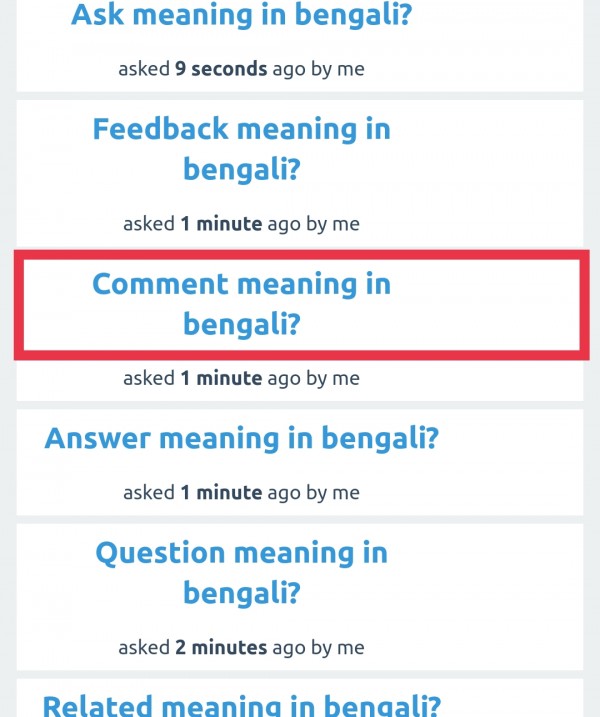 Ask meaning in bengali?
asked 9 seconds ago by me
Feedback meaning in
bengali?
asked 1 minute ago by me
Comment meaning in
bengali?
asked 1 minute ago by me
Answer meaning in bengali?
asked 1 minute ago by me
Question meaning in
bengali?
asked 2 minutes ago by me
Related meaning in bengali?